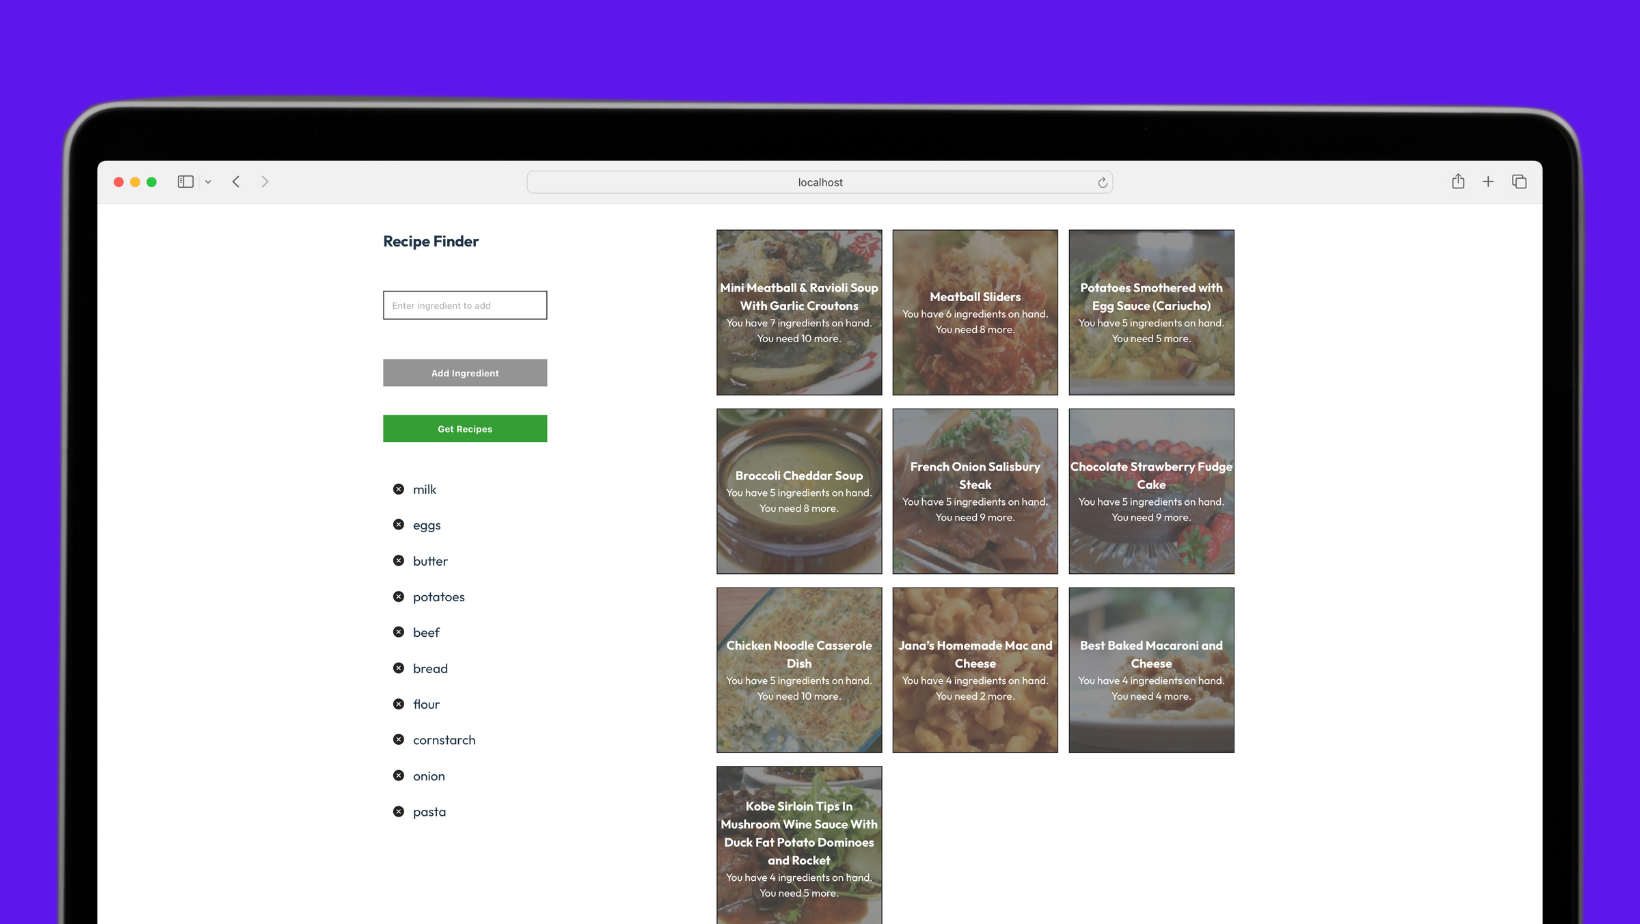 localhost
Recipe Finder
Enter ingredient to add
Add Ingredient
Get Recipes
milk
eggs
butter
potatoes
beef
bread
flour
cornstarch
onion
pasta
Mini Meatball & Ravioli Soup
With Garlic Croutons
You have 7 ingredients on hand.
You need 10 more.
Meatball Sliders
You have 6 ingredients on hand.
You need 8 more.
Potatoes Smothered with
Egg Sauce (Cariucho)
You have 5 ingredients on hand.
You need 5 more.
Broccoli Cheddar Soup
You have 5 ingredients on hand.
You need 8 more.
French Onion Salisbury
Steak
You have 5 ingredients on hand.
You need 9 more.
Chocolate Strawberry Fudge
Cake
You have 5 ingredients on hand.
You need 9 more.
Chicken Noodle Casserole
Dish
You have 5 ingredients on hand.
You need 10 more.
Jana's Homemade Mac and
Cheese
You have 4 ingredients on hand.
You need 2 more.
Best Baked Macaroni and
Cheese
You have 4 ingredients on hand.
You need 4 more.
Kobe Sirloin Tips In
Mushroom Wine Sauce With
Duck Fat Potato Dominoes
and Rocket
You have 4 ingredients on hand.
You need 5 more.